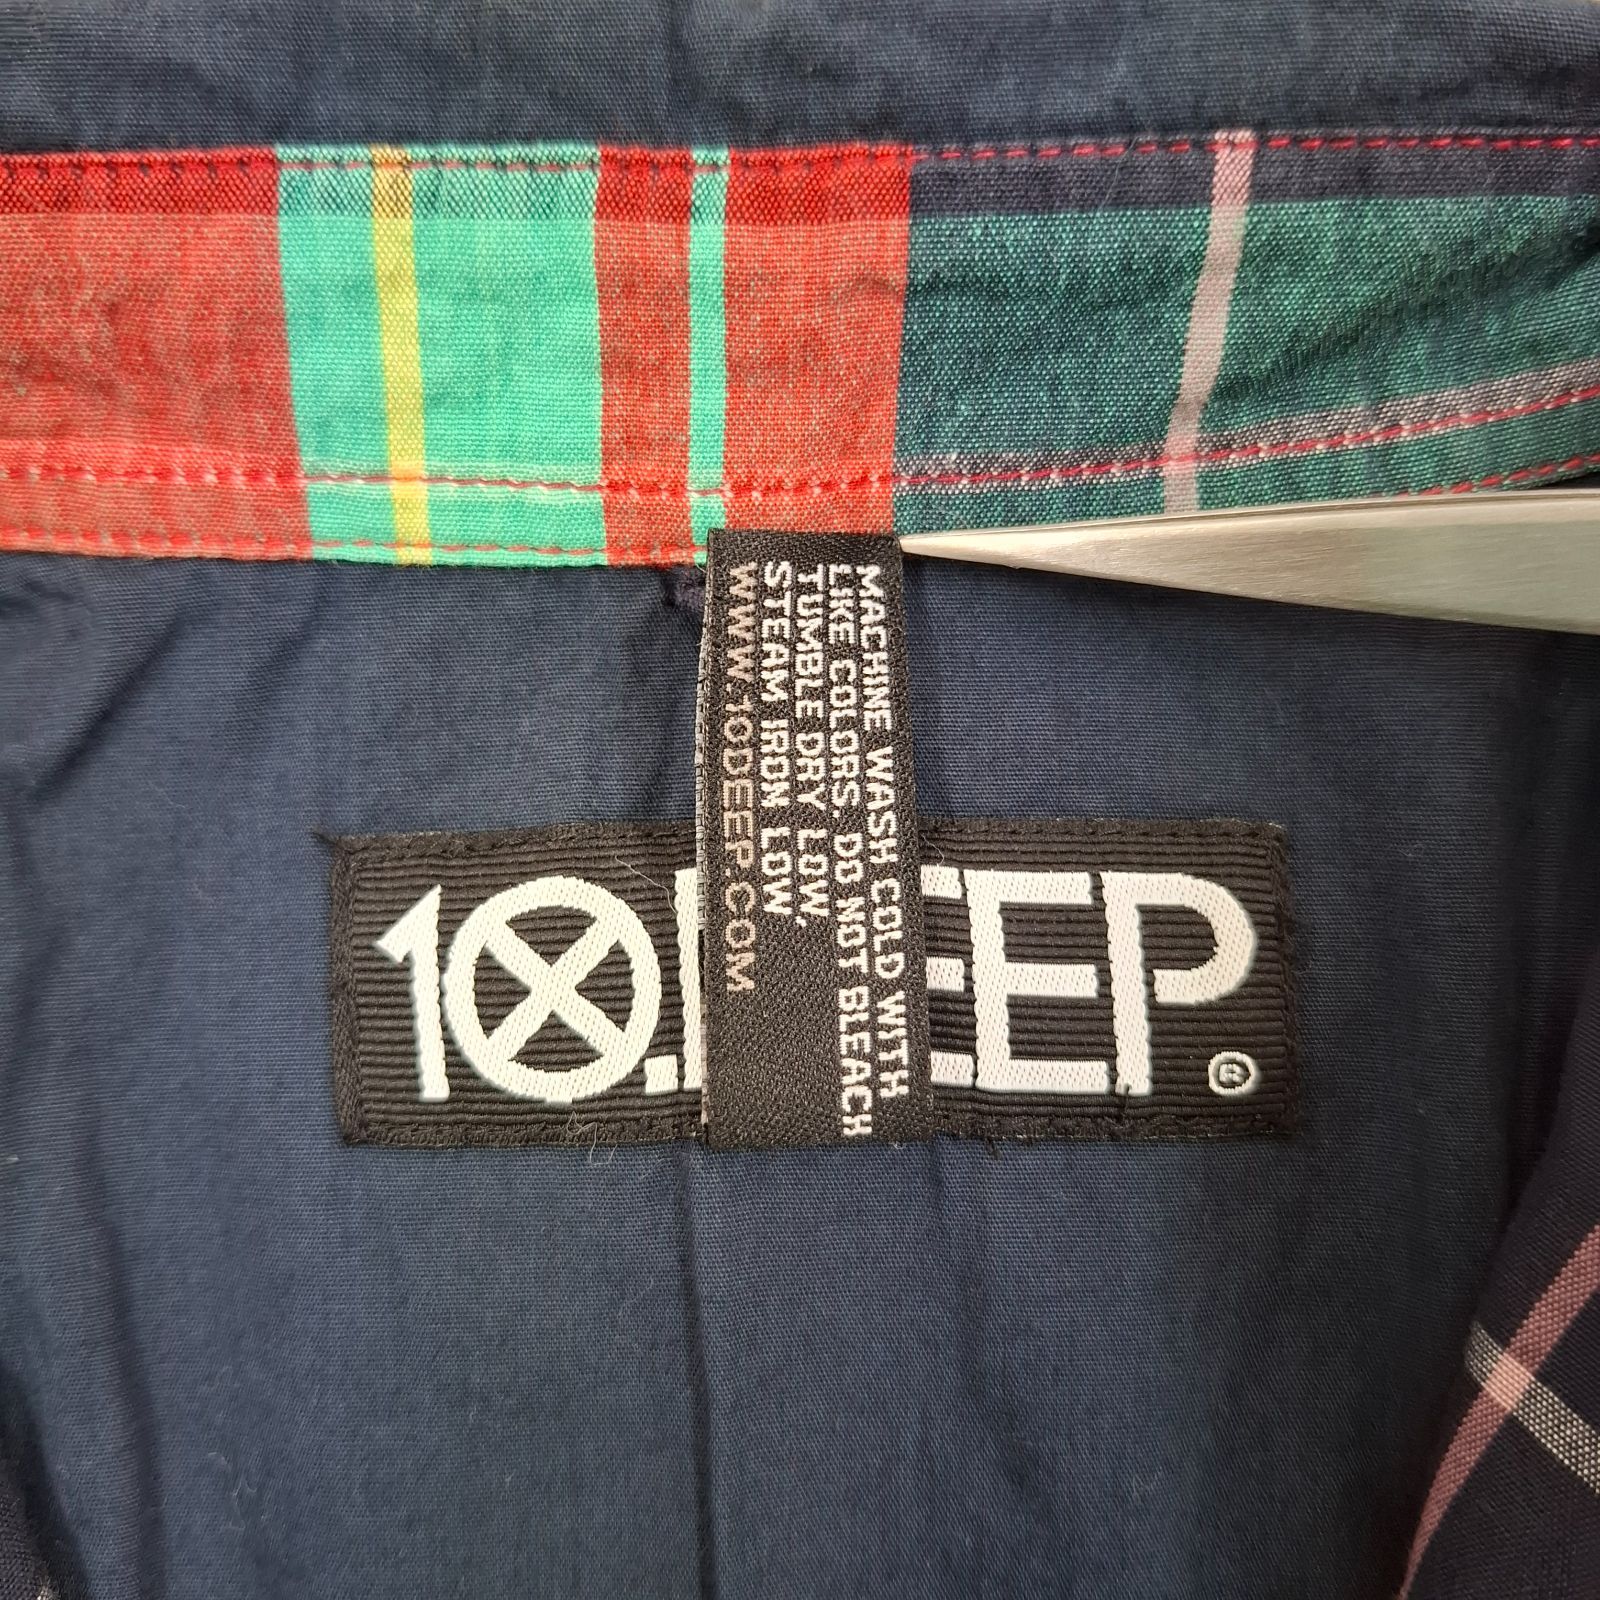 MACHINE WASH COLD WITH
LIKE COLORS. DO NOT BLEACH
TUMBLE DRY LOW.
STEAM IRON LOW.
WWW.10DEEP.COM
10.DEEP®